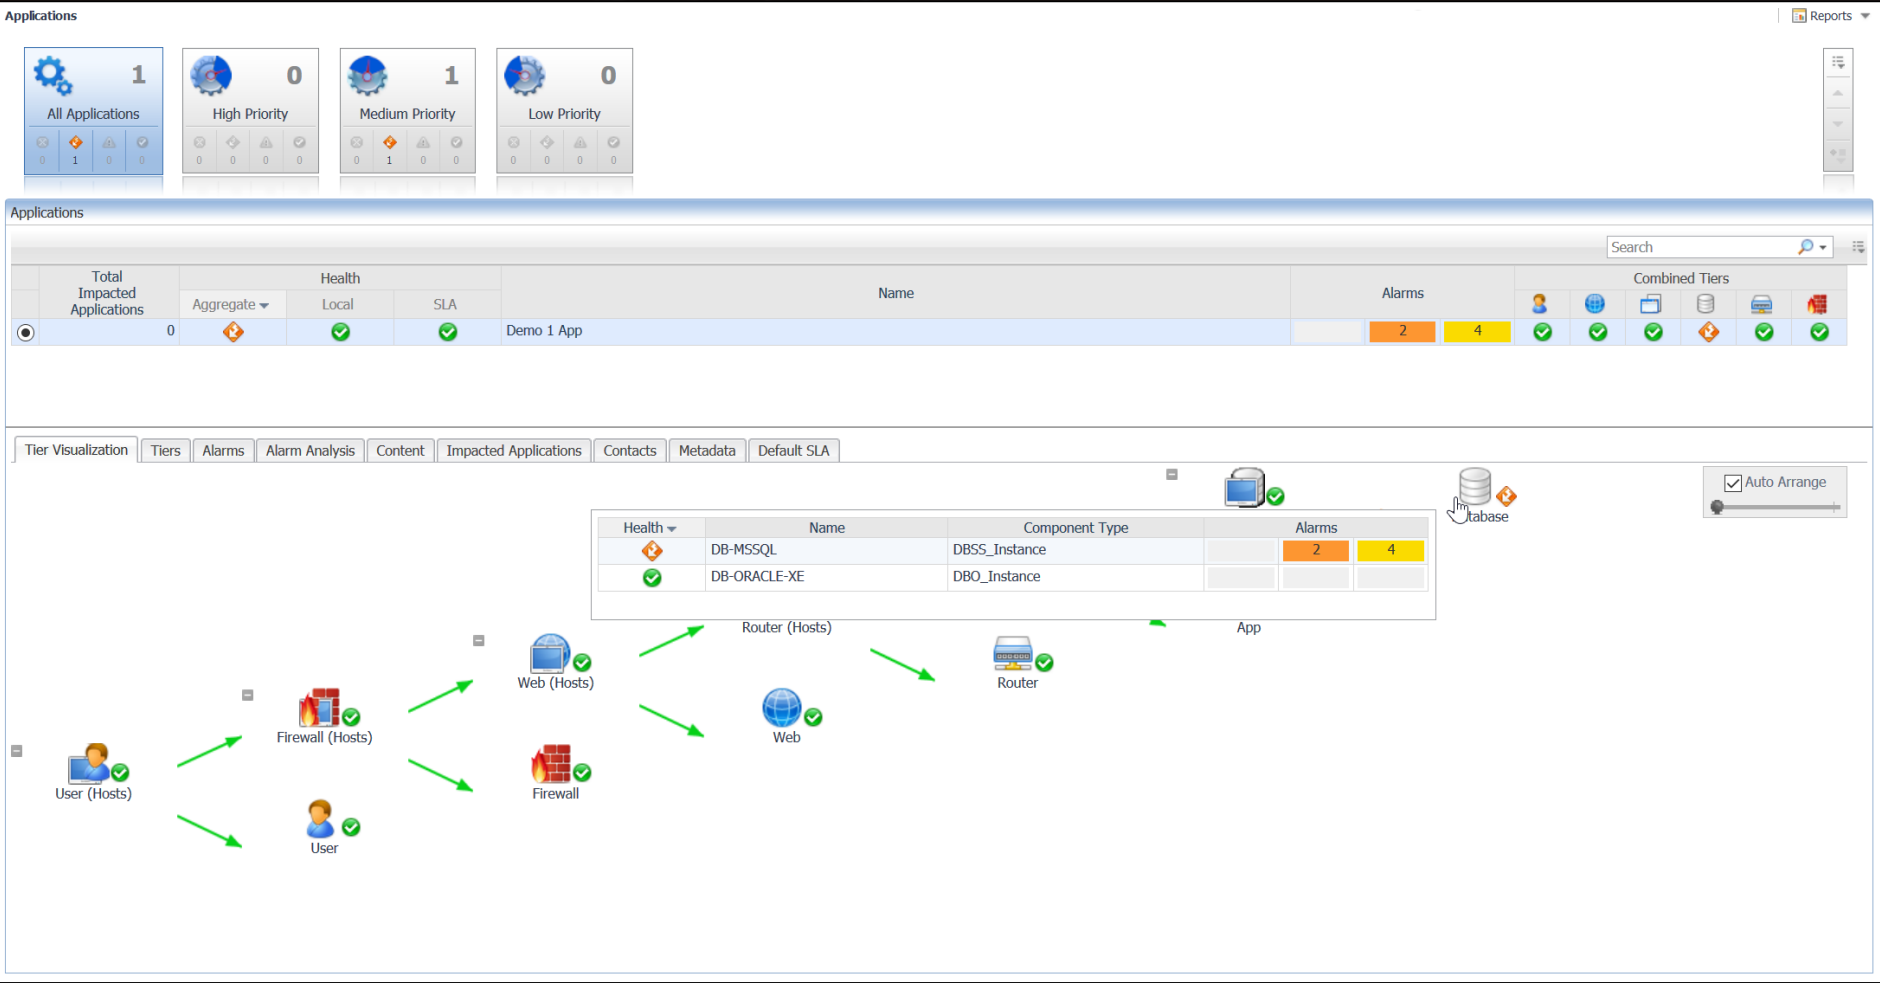 Applications
Reports
1
All Applications
0 1 0 0
0
High Priority
0 0 0 0
1
Medium Priority
0 1 0 0
0
Low Priority
0 0 0 0
Applications
Search
Total Impacted Applications
Health
Aggregate
Local
SLA
Name
Alarms
Combined Tiers
0
Demo 1 App
2
4
Tier Visualization
Tiers
Alarms
Alarm Analysis
Content
Impacted Applications
Contacts
Metadata
Default SLA
Auto Arrange
tabase
Health
Name
Component Type
Alarms
DB-MSSQL
DBSS_Instance
2
4
DB-ORACLE-XE
DBO_Instance
Router (Hosts)
App
Web (Hosts)
Router
Firewall (Hosts)
Web
User (Hosts)
Firewall
User